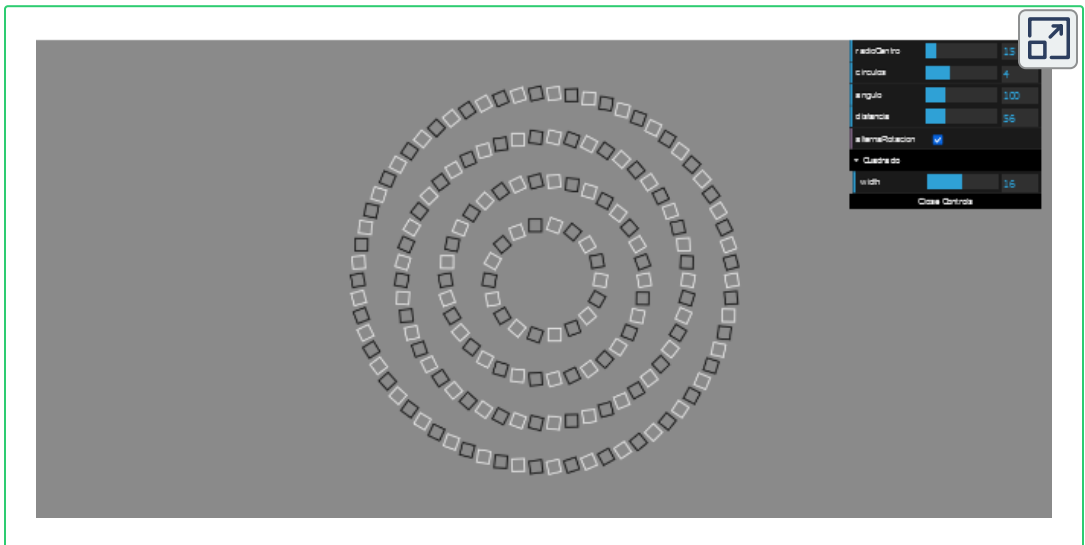 radioCentro 15
circulos 4
angulo 100
distancia 56
alternaRotacion
Cuadrado
width 16
Close Controls